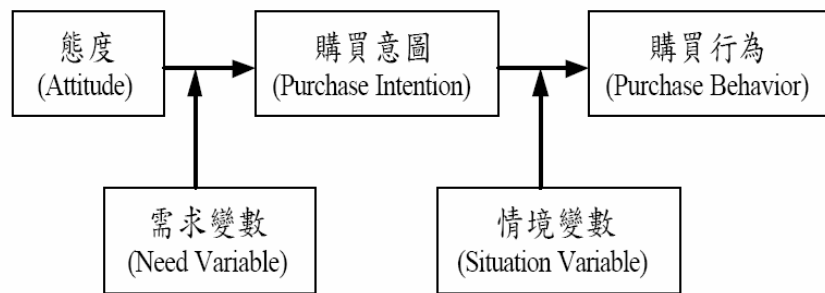 態度
(Attitude)
購買意圖
(Purchase Intention)
購買行為
(Purchase Behavior)
需求變數
(Need Variable)
情境變數
(Situation Variable)